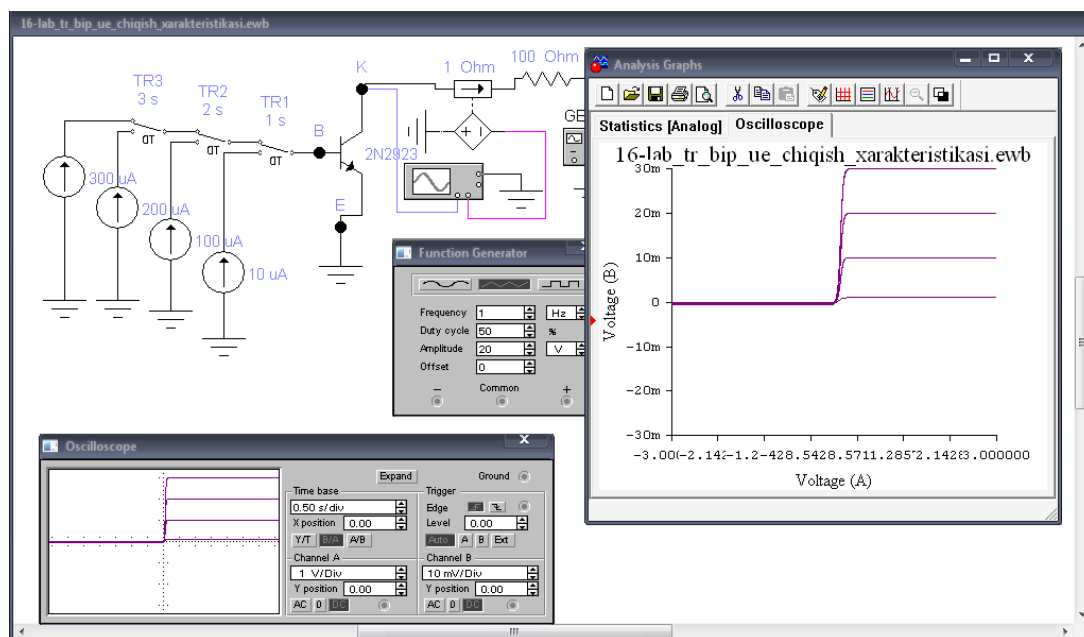 16-lab_tr_bip_ue_chiqish_xarakteristikasi.ewb
TR3
3 s
TR2
2 s
TR1
1 s
B
K
E
2N2923
1 Ohm
100 Ohm
300 uA
200 uA
100 uA
10 uA
Function Generator
Frequency 1 Hz
Duty cycle 50 %
Amplitude 20 V
Offset 0
− Common +
Oscilloscope
Expand Ground
Time base
0.50 s/div
X position 0.00
Y/T B/A A/B
Trigger
Edge
Level 0.00
Auto A B Ext
Channel A
1 V/Div
Y position 0.00
AC 0 DC
Channel B
10 mV/Div
Y position 0.00
AC 0 DC
Analysis Graphs
Statistics [Analog] Oscilloscope
16-lab_tr_bip_ue_chiqish_xarakteristikasi.ewb
30m
20m
10m
0
-10m
-20m
-30m
Voltage (B)
Voltage (A)